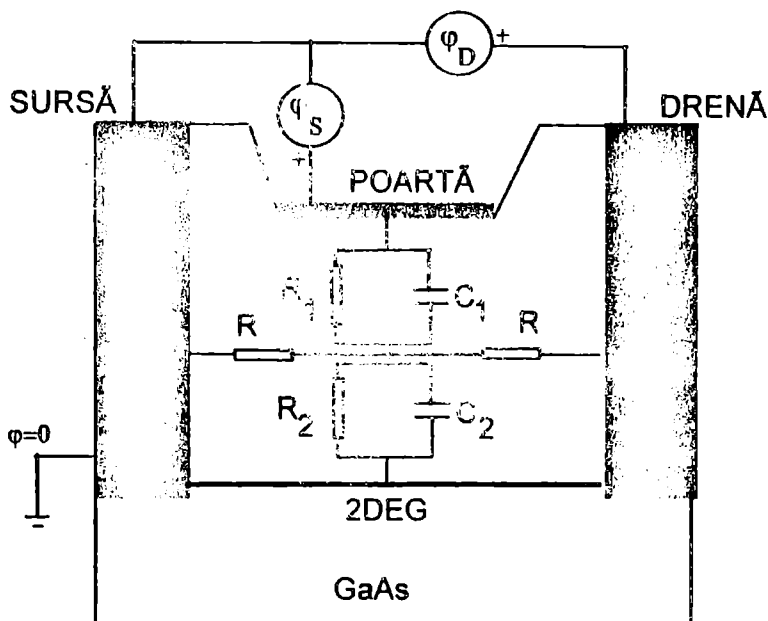 φD +
SURSĂ
DRENĂ
φS
+
POARTĂ
R1
C1
R
R
R2
C2
φ=0
2DEG
GaAs